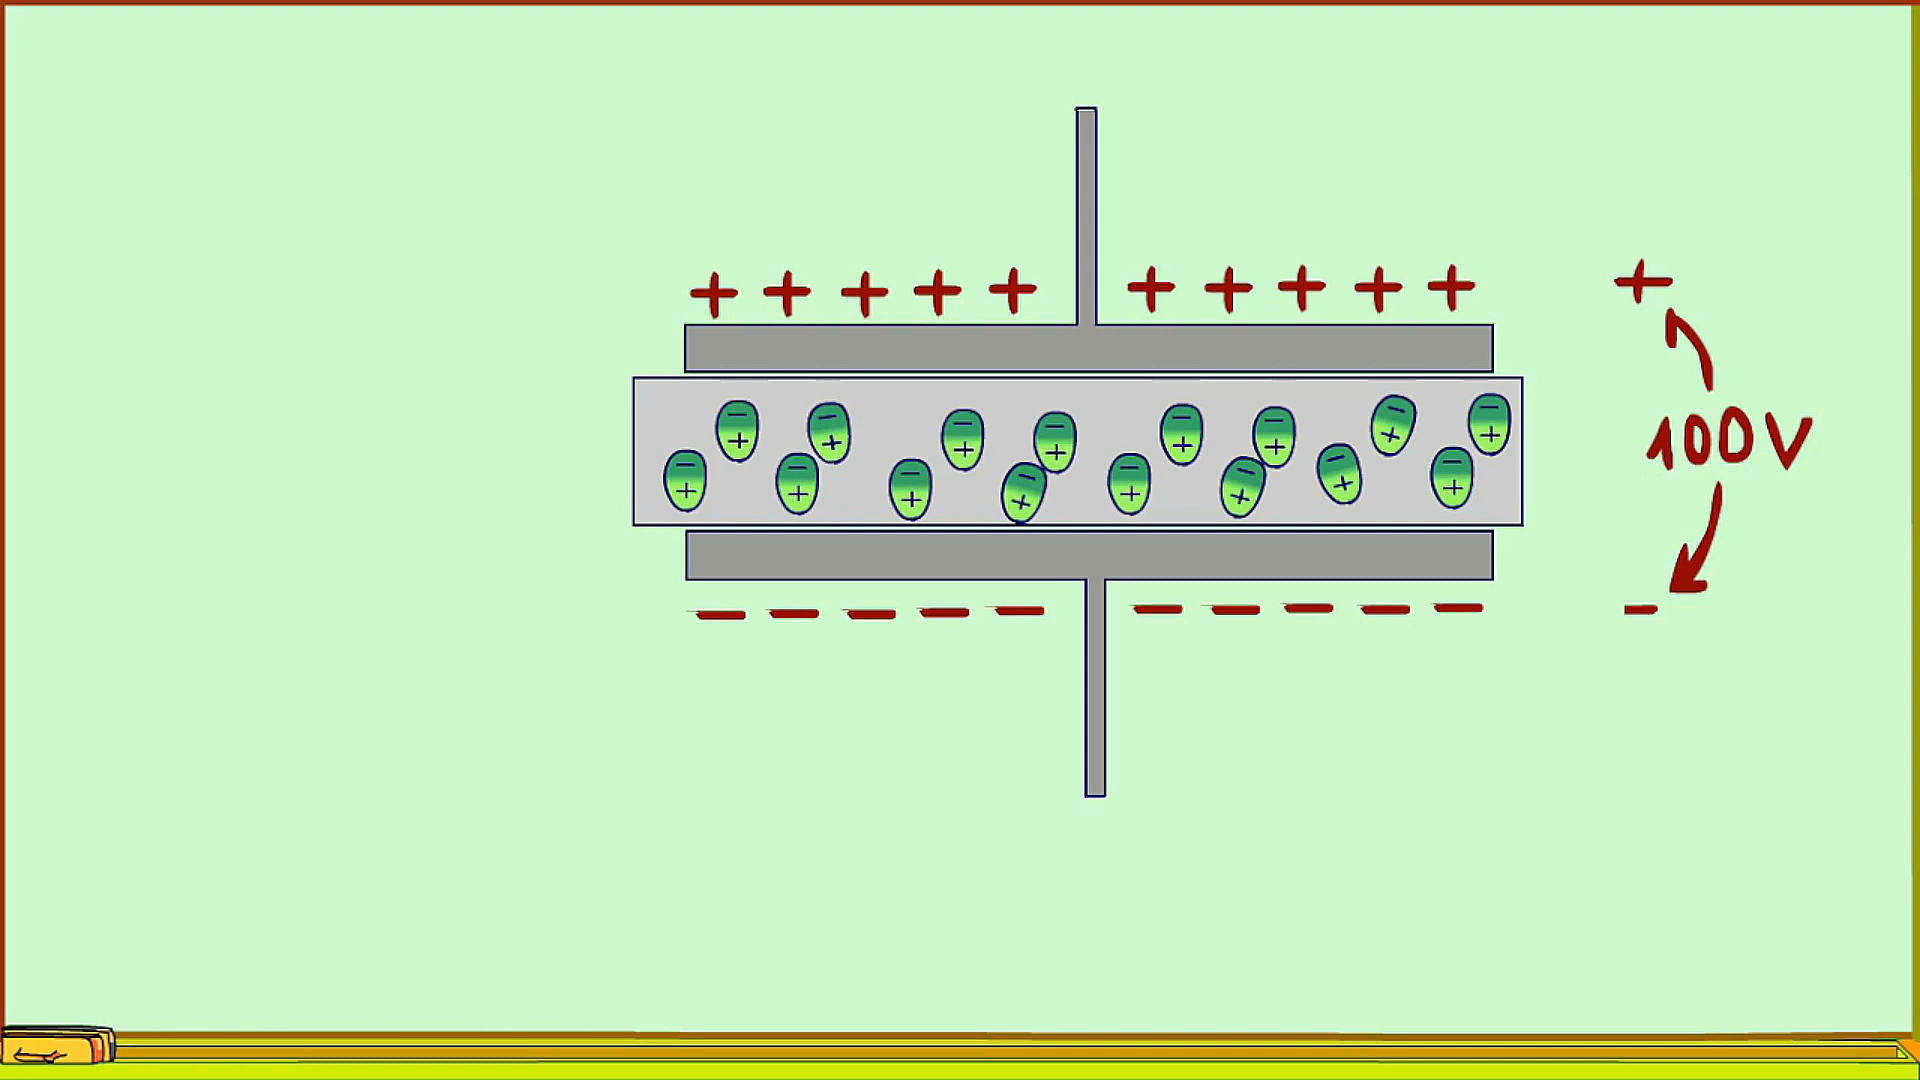 + + + + + + + + + + +
100V
− − − − − − − − − − −